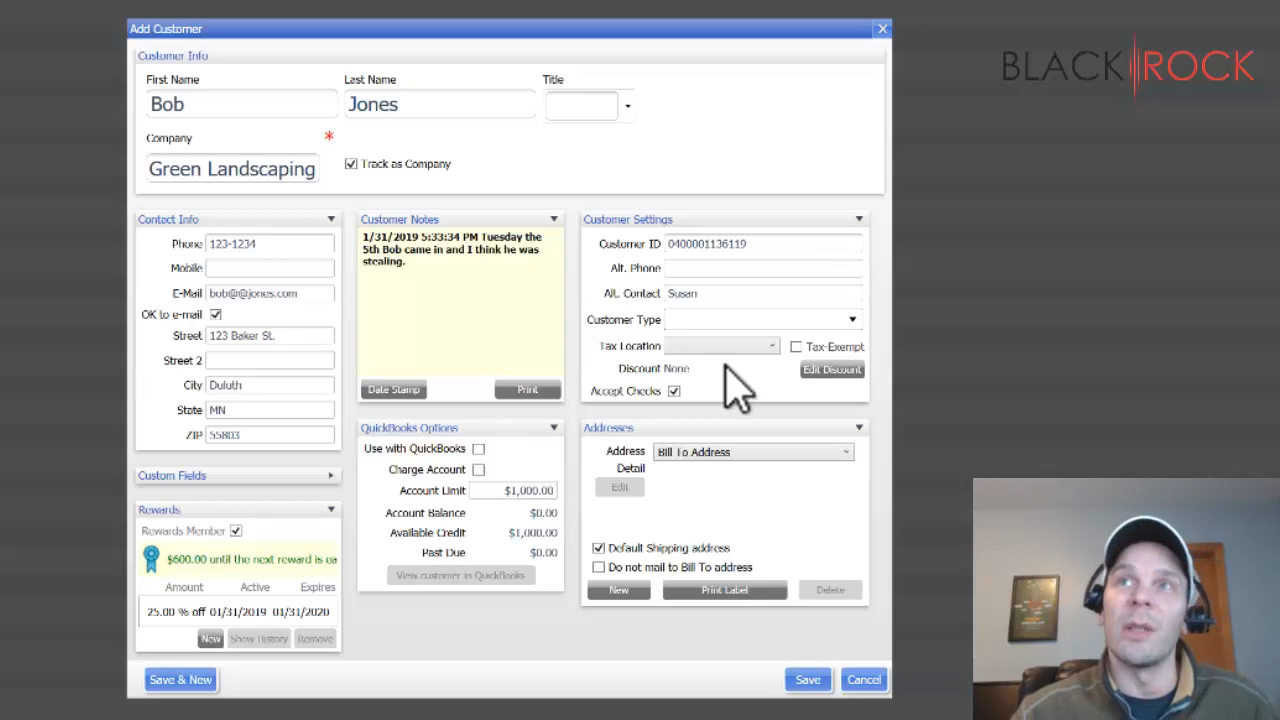 Add Customer
BLACK ROCK
Customer Info
First Name Last Name Title
Bob Jones
Company *
Green Landscaping Track as Company
Contact Info
Phone 123-1234
Mobile
E-Mail bob@@jones.com
OK to e-mail
Street 123 Baker St.
Street 2
City Duluth
State MN
ZIP 55803
Custom Fields
Rewards
Rewards Member
$600.00 until the next reward is ea
Amount Active Expires
25.00 % off 01/31/2019 01/31/2020
New Show History Remove
Customer Notes
1/31/2019 5:33:34 PM Tuesday the
5th Bob came in and I think he was
stealing.
Date Stamp Print
QuickBooks Options
Use with QuickBooks
Charge Account
Account Limit $1,000.00
Account Balance $0.00
Available Credit $1,000.00
Past Due $0.00
View customer in QuickBooks
Customer Settings
Customer ID 0400001136119
Alt. Phone
Alt. Contact Susan
Customer Type
Tax Location Tax-Exempt
Discount None Edit Discount
Accept Checks
Addresses
Address Bill To Address
Detail
Edit
Default Shipping address
Do not mail to Bill To address
New Print Label Delete
Save & New Save Cancel